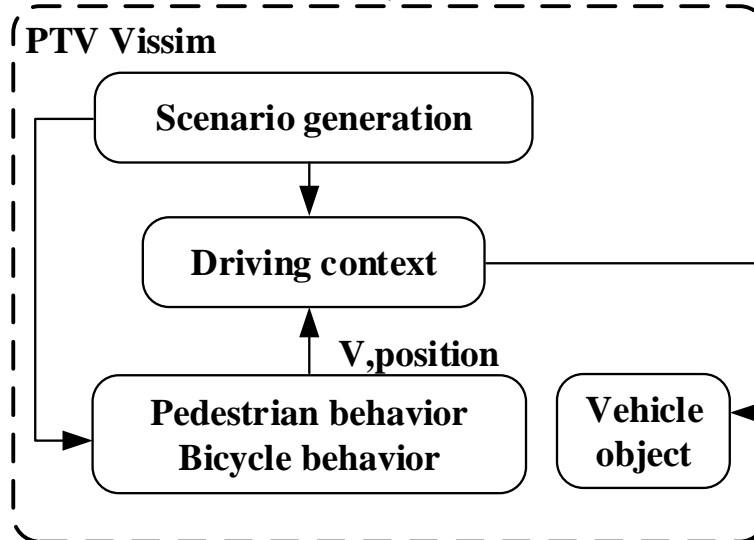 PTV Vissim
Scenario generation
Driving context
V,position
Pedestrian behavior
Bicycle behavior
Vehicle
object